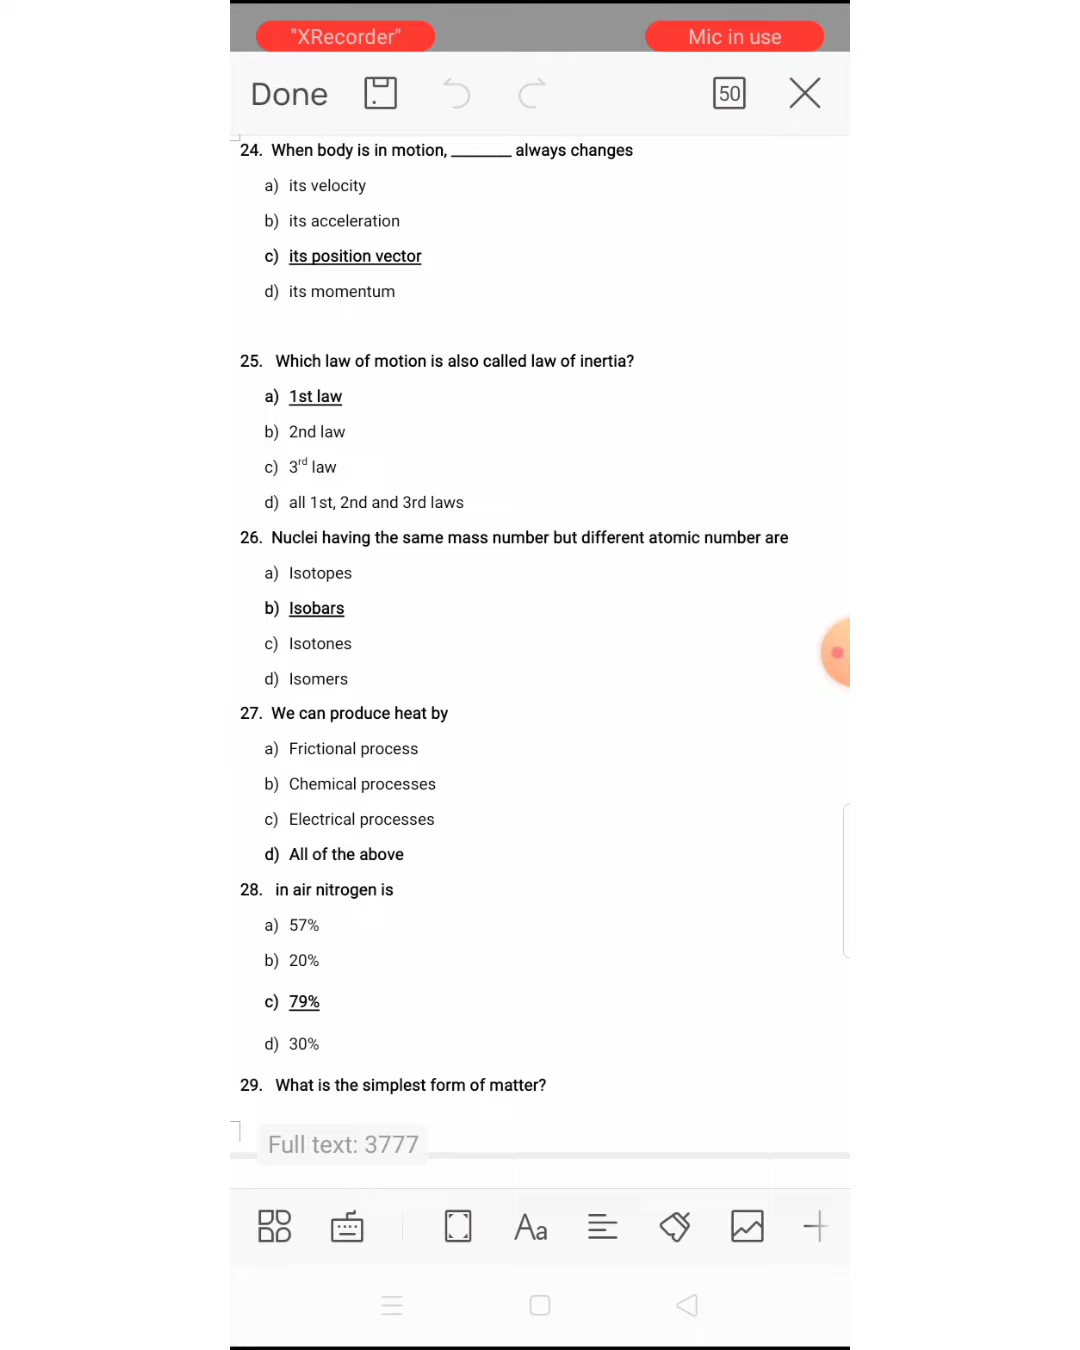 "XRecorder" Mic in use
Done 50
24. When body is in motion, _______ always changes
a) its velocity
b) its acceleration
c) its position vector
d) its momentum
25. Which law of motion is also called law of inertia?
a) 1st law
b) 2nd law
c) 3rd law
d) all 1st, 2nd and 3rd laws
26. Nuclei having the same mass number but different atomic number are
a) Isotopes
b) Isobars
c) Isotones
d) Isomers
27. We can produce heat by
a) Frictional process
b) Chemical processes
c) Electrical processes
d) All of the above
28. in air nitrogen is
a) 57%
b) 20%
c) 79%
d) 30%
29. What is the simplest form of matter?
Full text: 3777
Aa